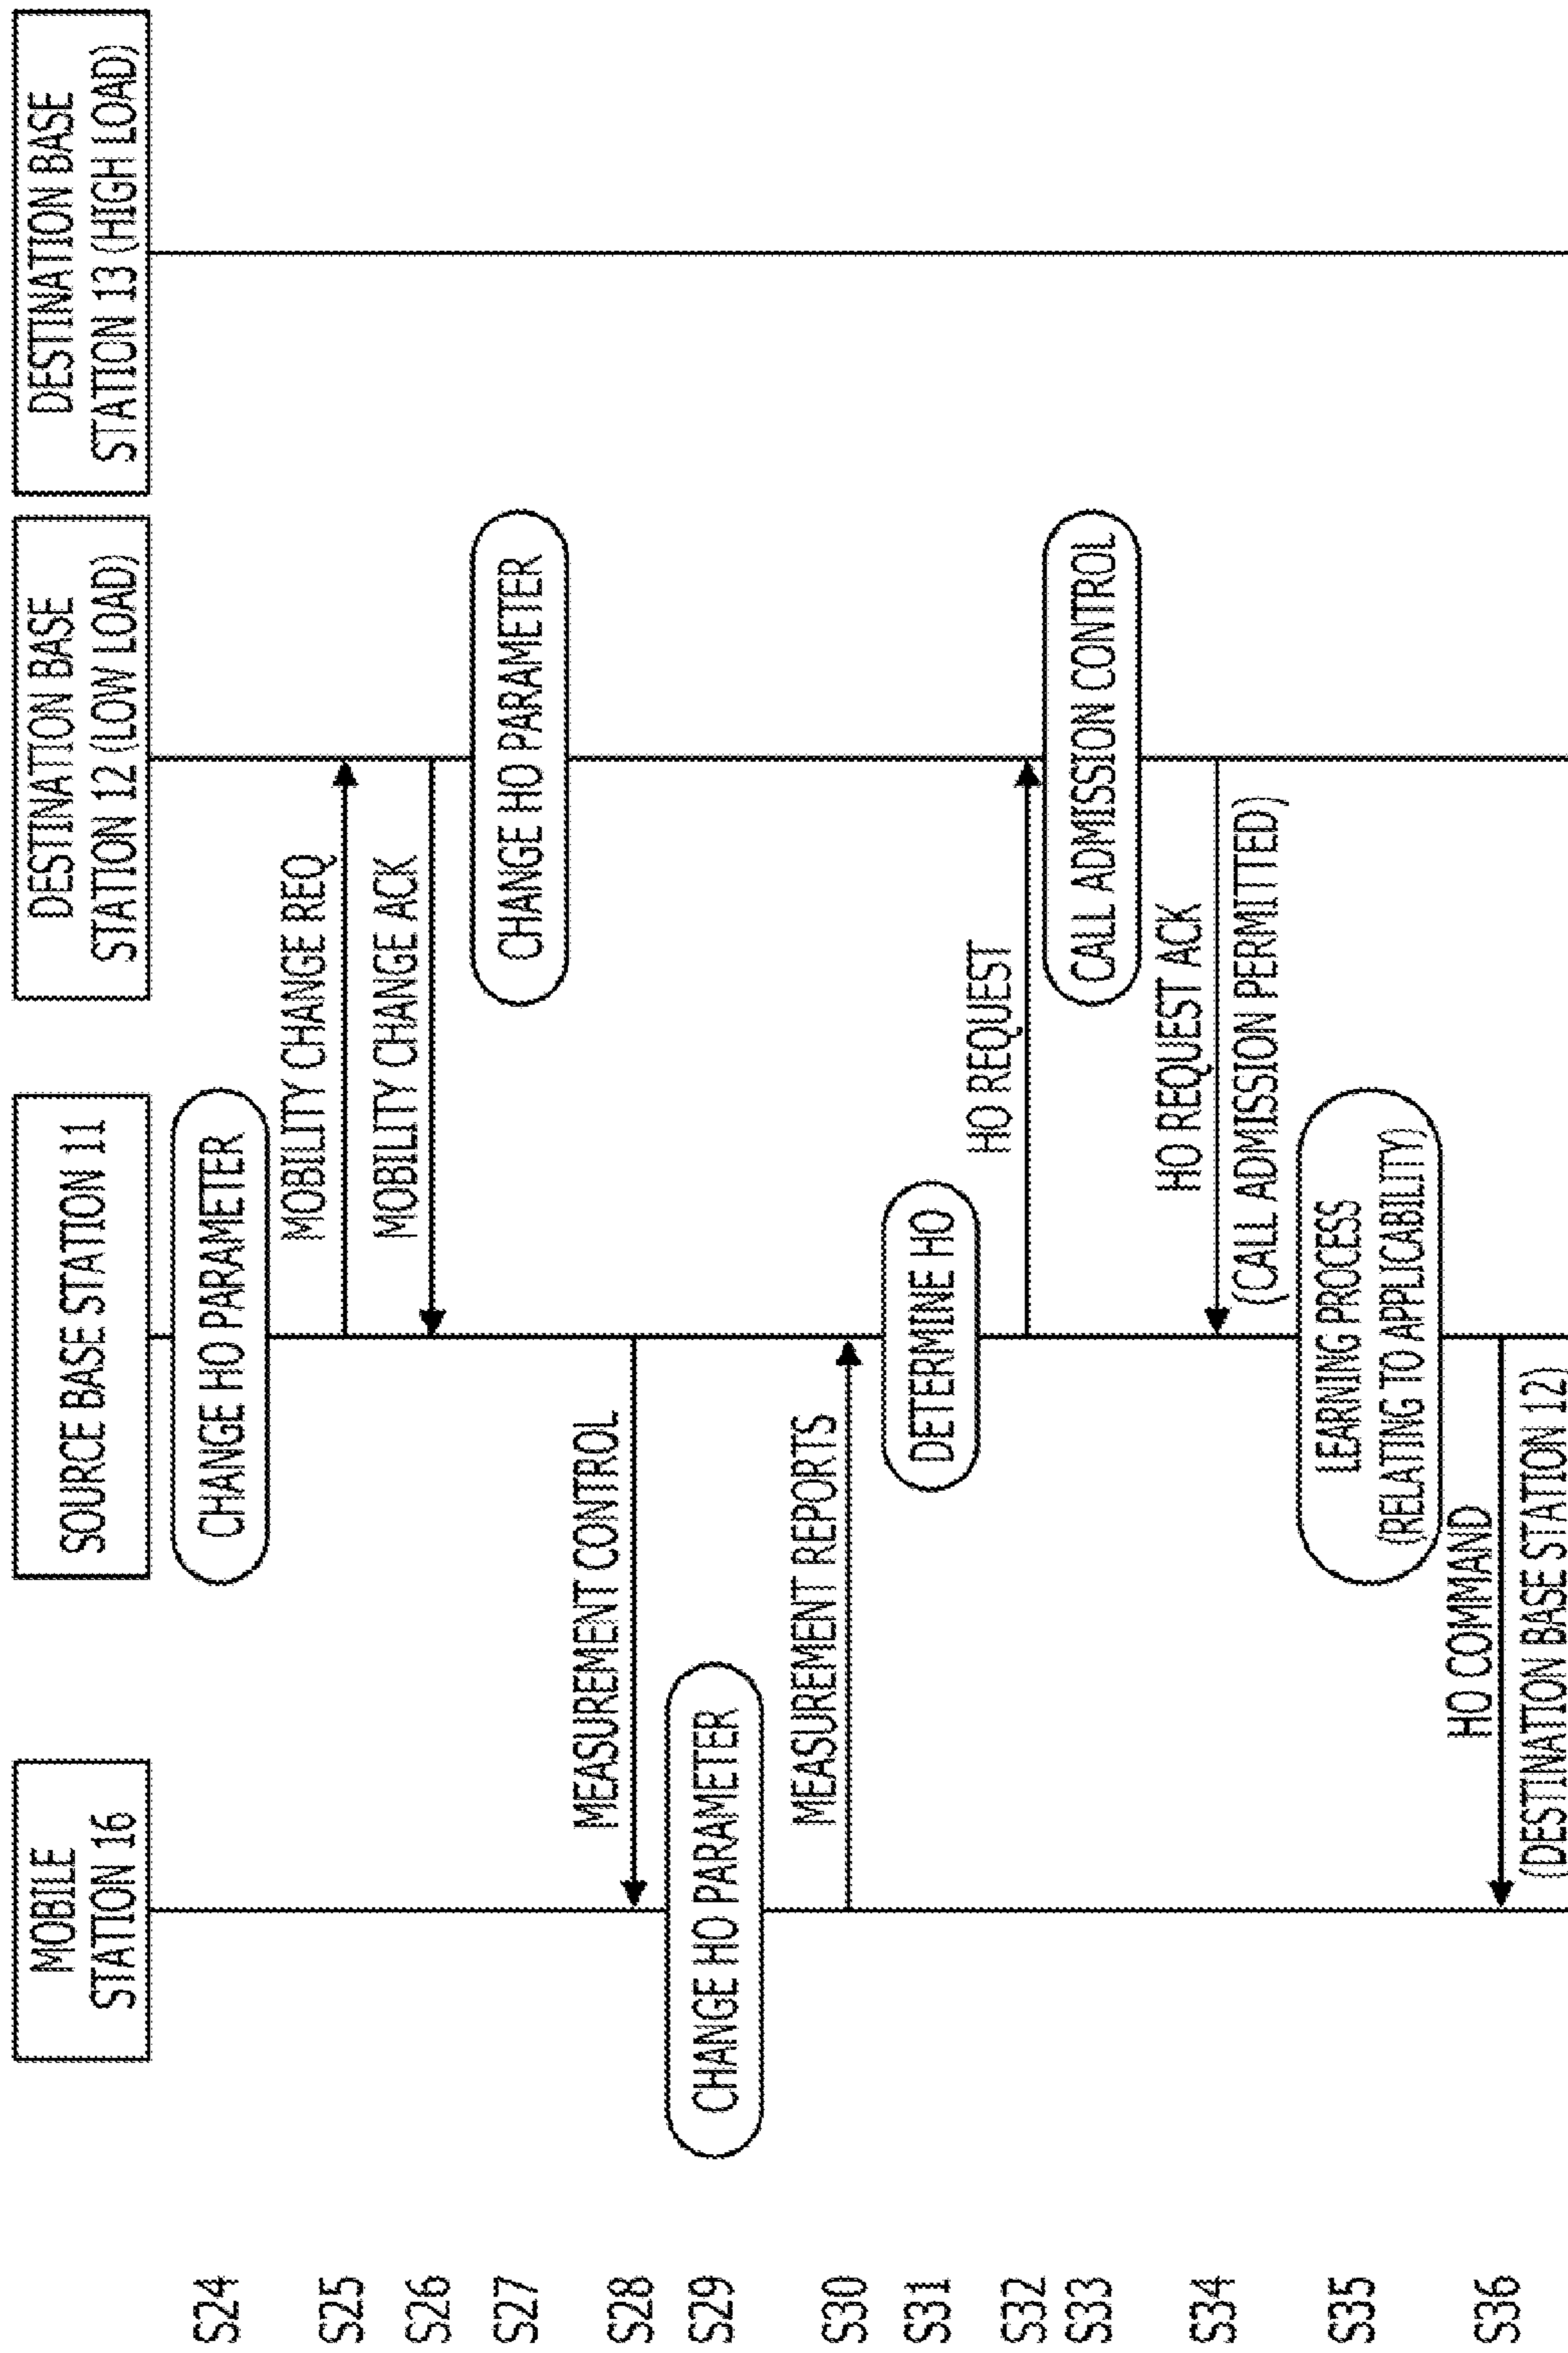 MOBILE
STATION 16
SOURCE BASE STATION 11
DESTINATION BASE
STATION 12 (LOW LOAD)
DESTINATION BASE
STATION 13 (HIGH LOAD)
S24
CHANGE HO PARAMETER
S25
MOBILITY CHANGE REQ
S26
MOBILITY CHANGE ACK
S27
CHANGE HO PARAMETER
S28
MEASUREMENT CONTROL
S29
CHANGE HO PARAMETER
S30
MEASUREMENT REPORTS
S31
DETERMINE HO
S32
HO REQUEST
S33
CALL ADMISSION CONTROL
S34
HO REQUEST ACK
(CALL ADMISSION PERMITTED)
S35
LEARNING PROCESS
(RELATING TO APPLICABILITY)
S36
HO COMMAND
(DESTINATION BASE STATION 12)